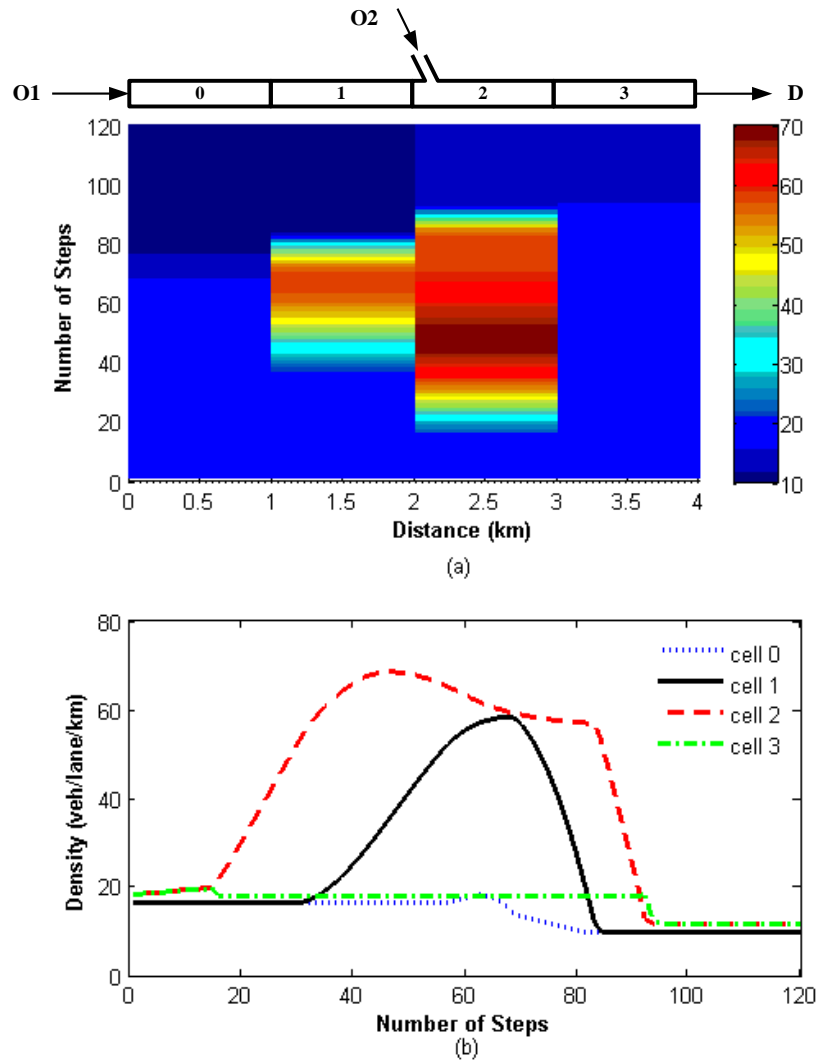 O2
O1 0 1 2 3 D
120
100
80
60
40
20
0
Number of Steps
0 0.5 1 1.5 2 2.5 3 3.5 4
Distance (km)
70
60
50
40
30
20
10
(a)
80
60
40
20
0
Density (veh/lane/km)
cell 0
cell 1
cell 2
cell 3
0 20 40 60 80 100 120
Number of Steps
(b)